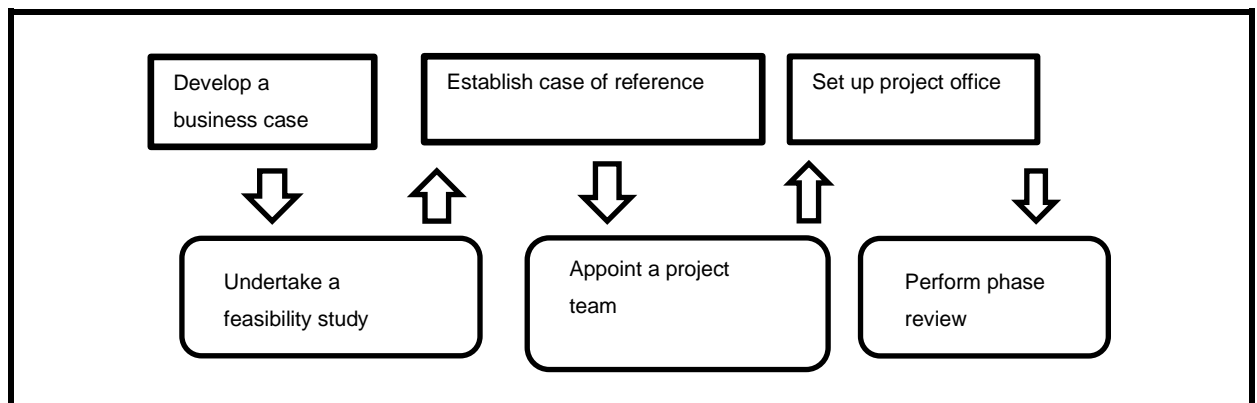 Develop a
business case
Establish case of reference
Set up project office
Undertake a
feasibility study
Appoint a project
team
Perform phase
review